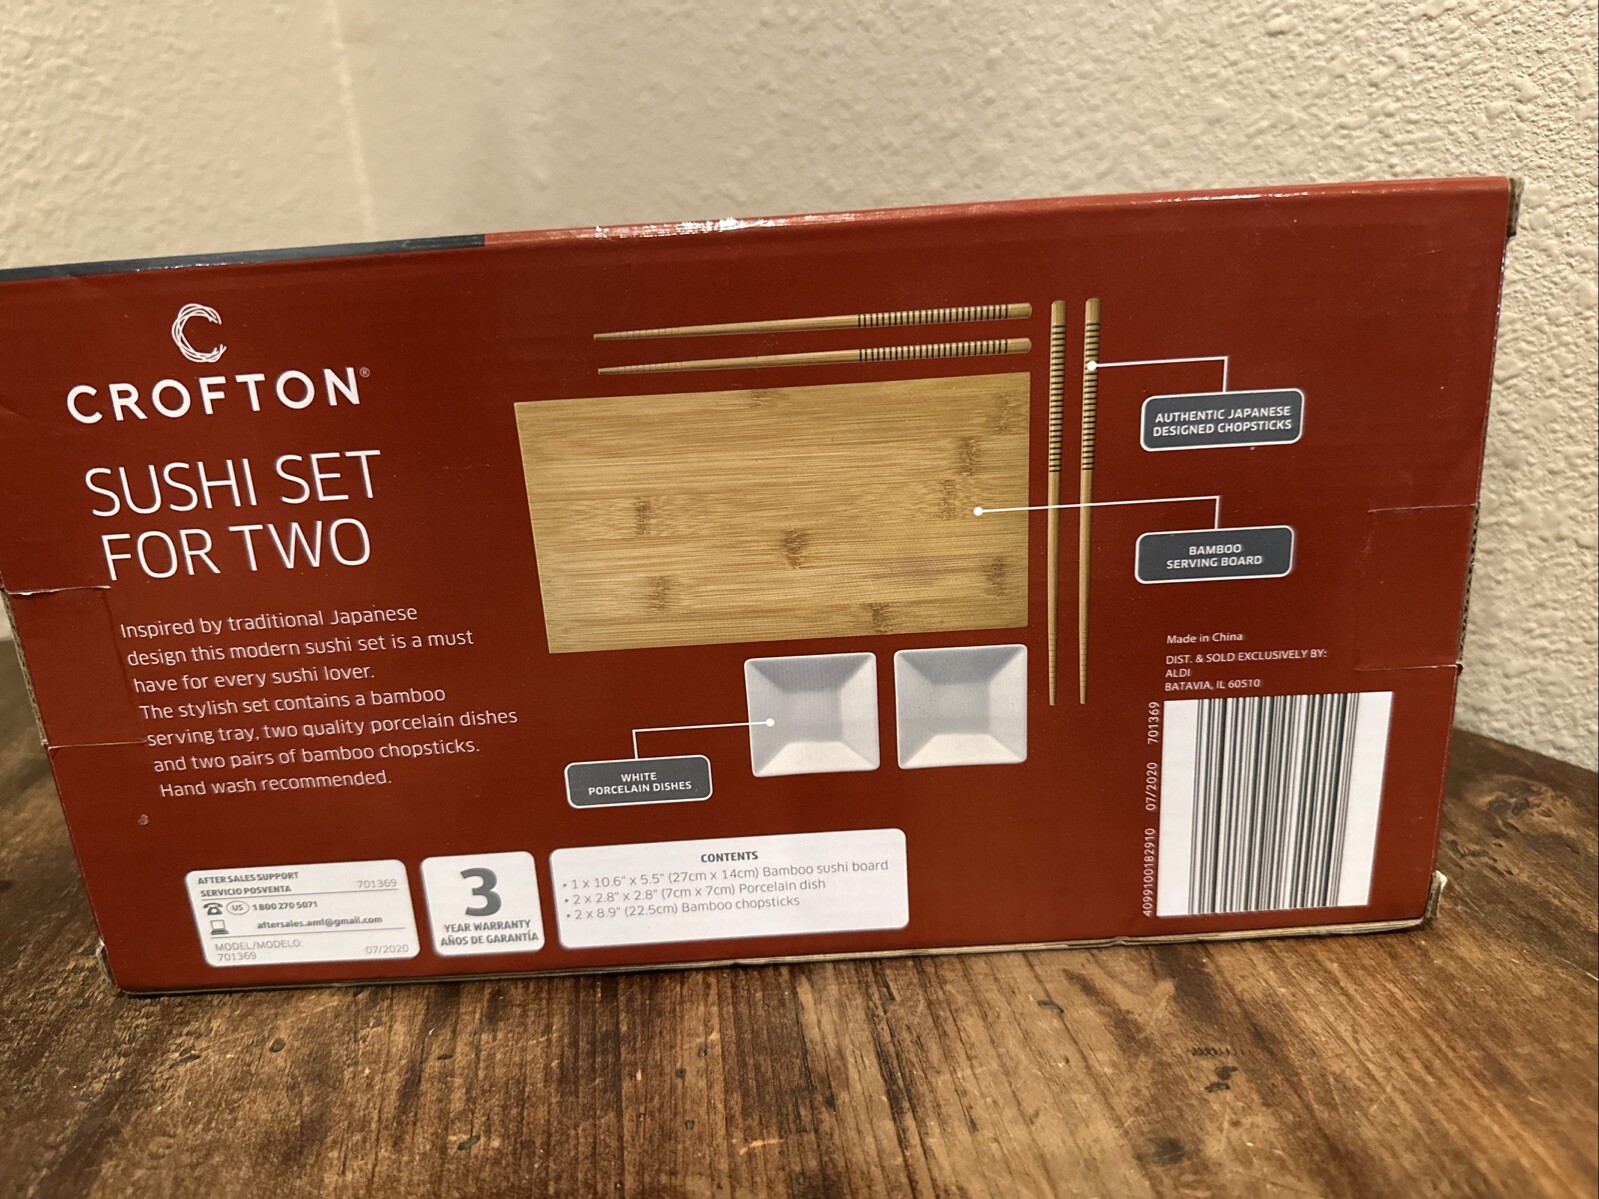 CROFTON®
SUSHI SET
FOR TWO
Inspired by traditional Japanese
design this modern sushi set is a must
have for every sushi lover.
The stylish set contains a bamboo
serving tray, two quality porcelain dishes
and two pairs of bamboo chopsticks.
Hand wash recommended.
AFTER SALES SUPPORT
SERVICIO POSVENTA 701369
US 1 800 270 5071
aftersales.aml@gmail.com
MODEL/MODELO:
701369 07/2020
3
YEAR WARRANTY
AÑOS DE GARANTÍA
CONTENTS
• 1 x 10.6" x 5.5" (27cm x 14cm) Bamboo sushi board
• 2 x 2.8" x 2.8" (7cm x 7cm) Porcelain dish
• 2 x 8.9" (22.5cm) Bamboo chopsticks
WHITE
PORCELAIN DISHES
AUTHENTIC JAPANESE
DESIGNED CHOPSTICKS
BAMBOO
SERVING BOARD
Made in China
DIST. & SOLD EXCLUSIVELY BY:
ALDI
BATAVIA, IL 60510
4099100182910 07/2020 701369